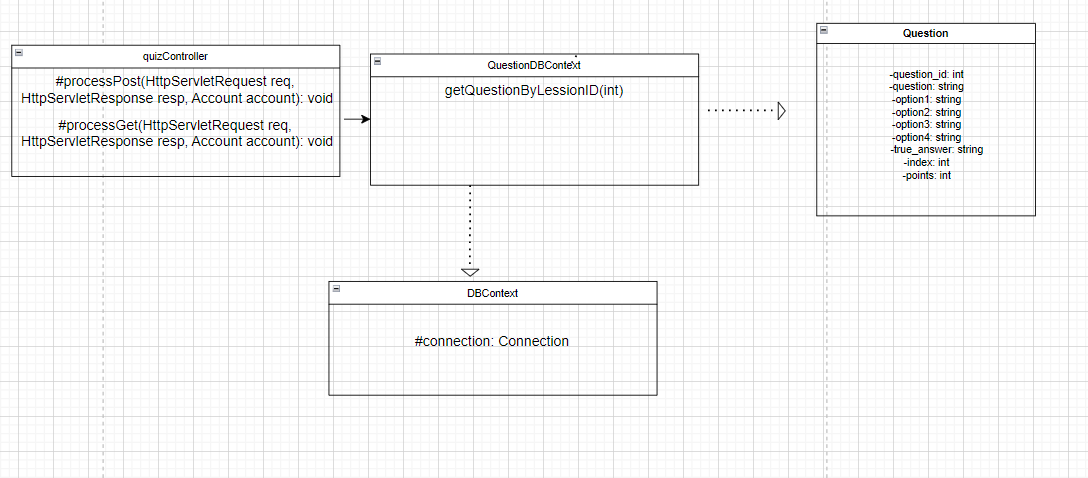 quizController
#processPost(HttpServletRequest req,
HttpServletResponse resp, Account account): void
#processGet(HttpServletRequest req,
HttpServletResponse resp, Account account): void
QuestionDBContext
getQuestionByLessionID(int)
Question
-question_id: int
-question: string
-option1: string
-option2: string
-option3: string
-option4: string
-true_answer: string
-index: int
-points: int
DBContext
#connection: Connection